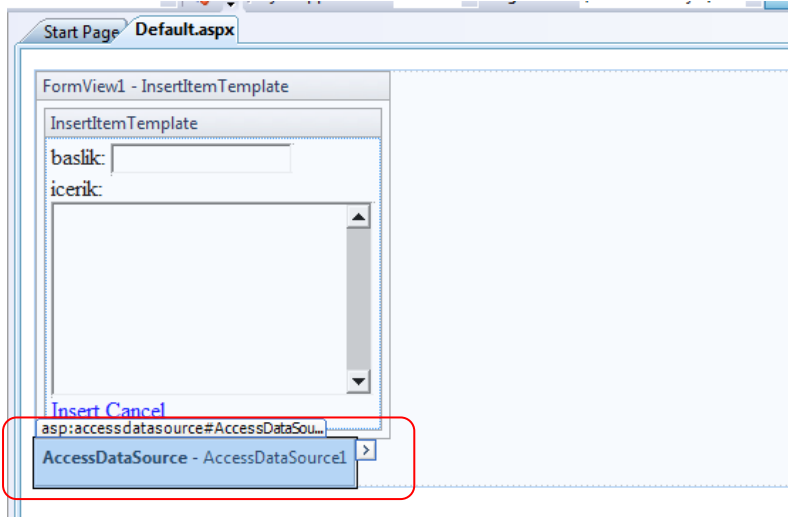 Start Page Default.aspx
FormView1 - InsertItemTemplate
InsertItemTemplate
baslik:
icerik:
Insert Cancel
asp:accessdatasource#AccessDataSou...
AccessDataSource - AccessDataSource1